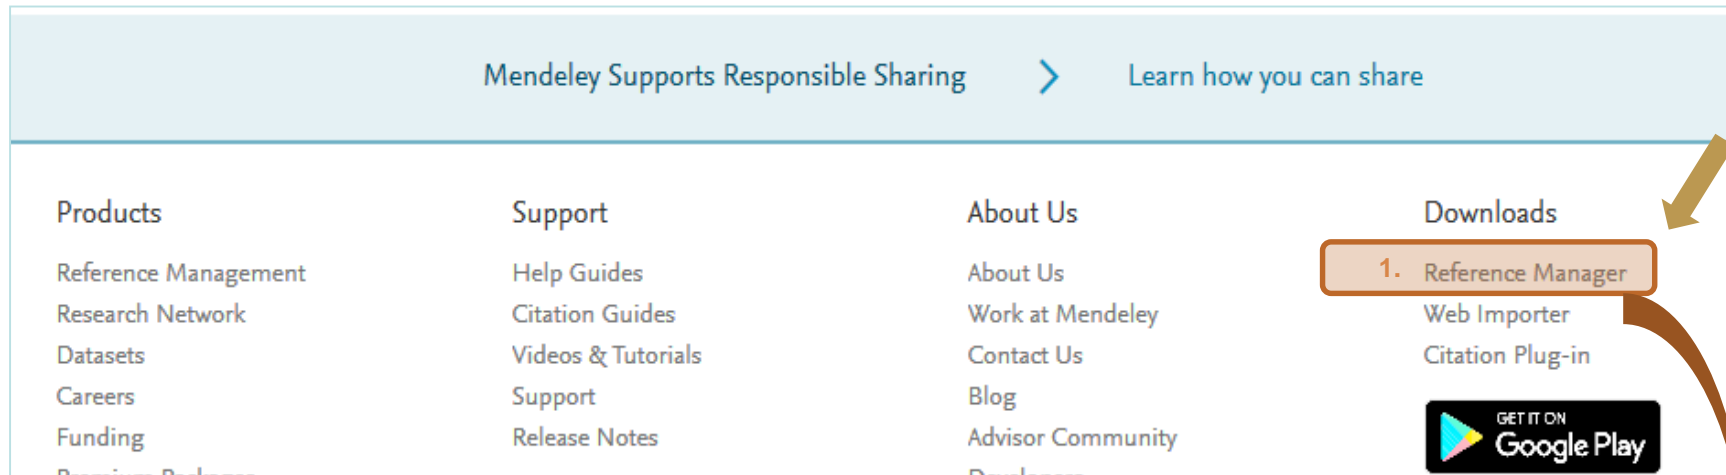 Mendeley Supports Responsible Sharing
Learn how you can share
Products
Reference Management
Research Network
Datasets
Careers
Funding
Support
Help Guides
Citation Guides
Videos & Tutorials
Support
Release Notes
About Us
About Us
Work at Mendeley
Contact Us
Blog
Advisor Community
Developers
Downloads
1. Reference Manager
Web Importer
Citation Plug-in
GET IT ON
Google Play